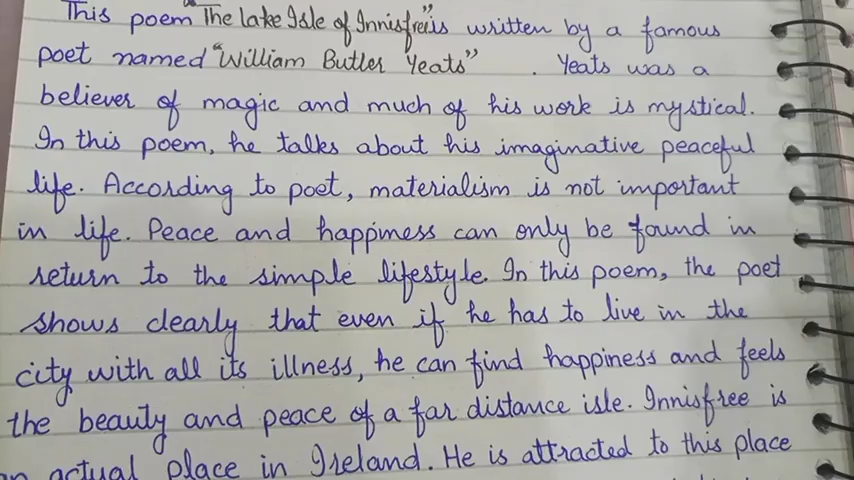 This poem "The lake Isle of Innisfree" is written by a famous
poet named "William Butler Yeats" . Yeats was a
believer of magic and much of his work is mystical.
In this poem, he talks about his imaginative peaceful
life. According to poet, materialism is not important
in life. Peace and happiness can only be found in
return to the simple lifestyle. In this poem, the poet
shows clearly that even if he has to live in the
city with all its illness, he can find happiness and feels
the beauty and peace of a far distance isle. Innisfree is
an actual place in Ireland. He is attracted to this place